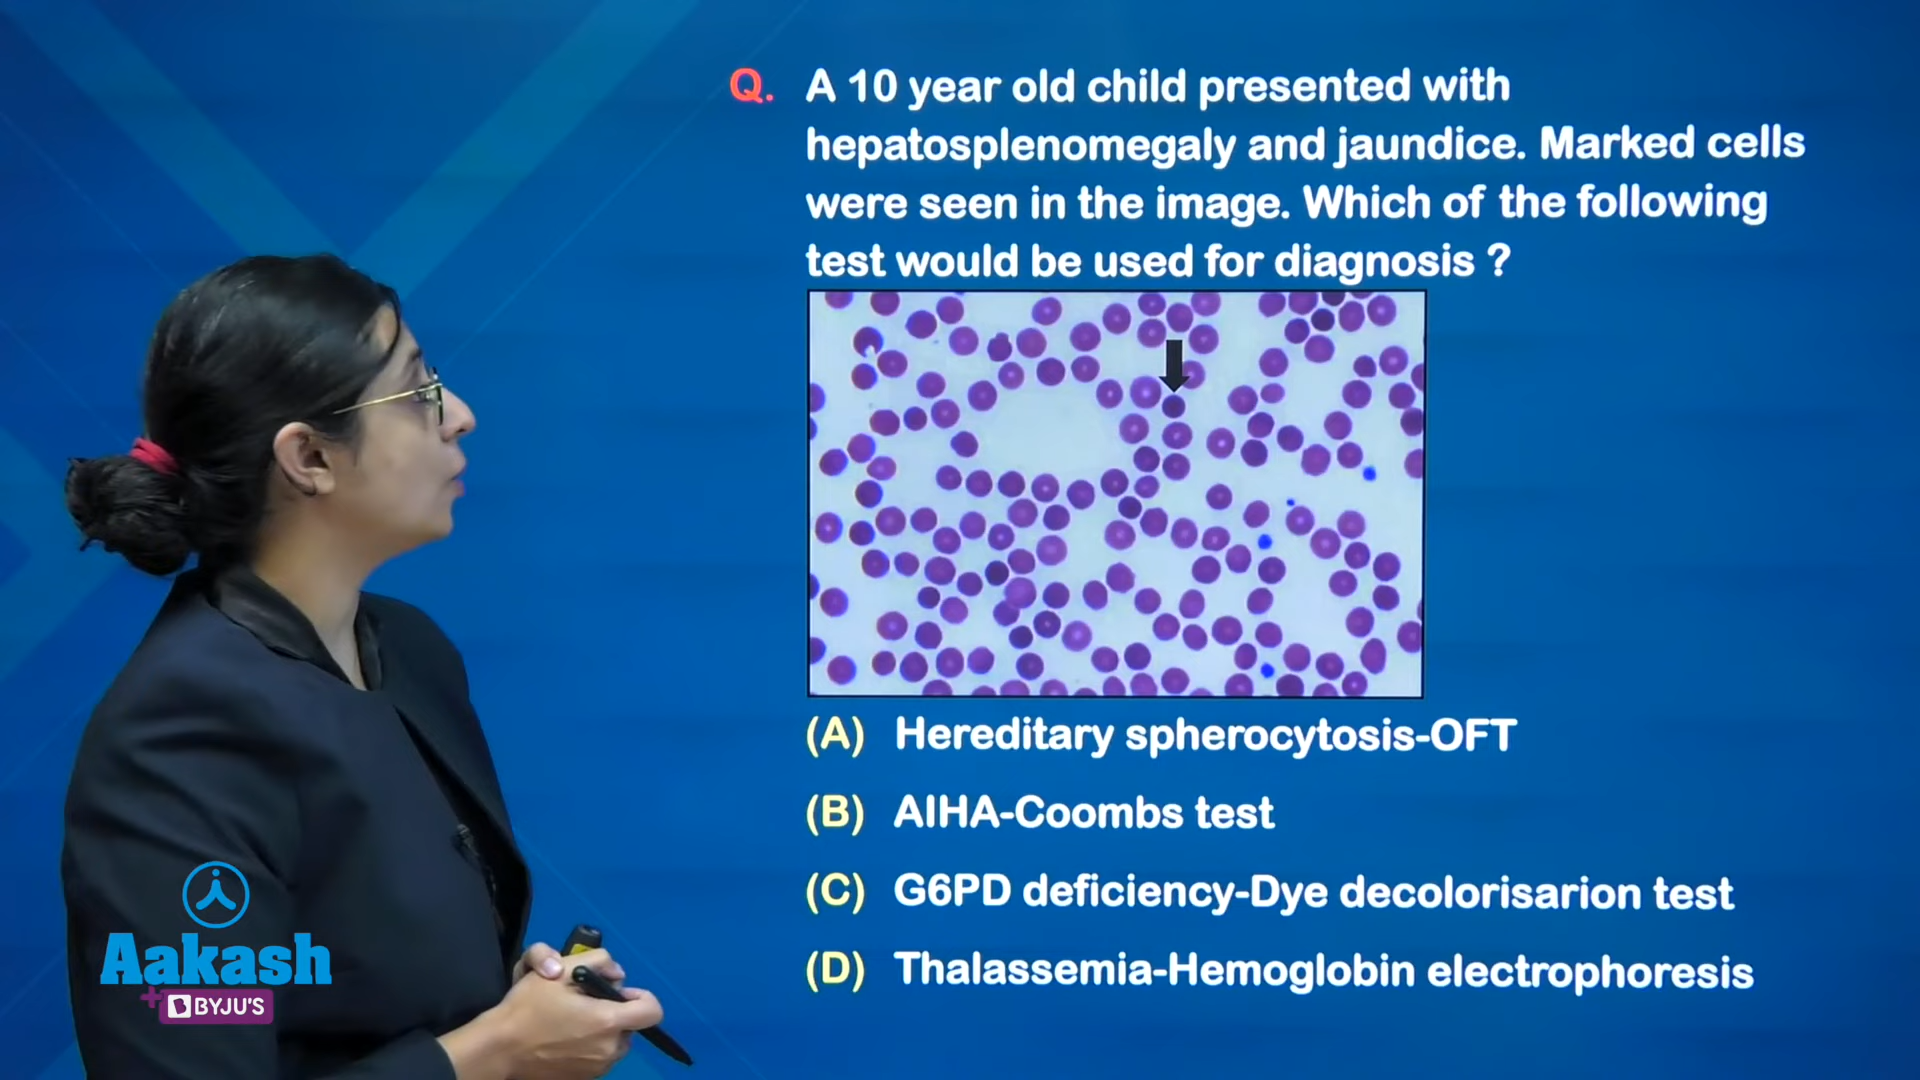 Q. A 10 year old child presented with
hepatosplenomegaly and jaundice. Marked cells
were seen in the image. Which of the following
test would be used for diagnosis ?
(A) Hereditary spherocytosis-OFT
(B) AIHA-Coombs test
(C) G6PD deficiency-Dye decolorisarion test
(D) Thalassemia-Hemoglobin electrophoresis
Aakash
+ BYJU'S